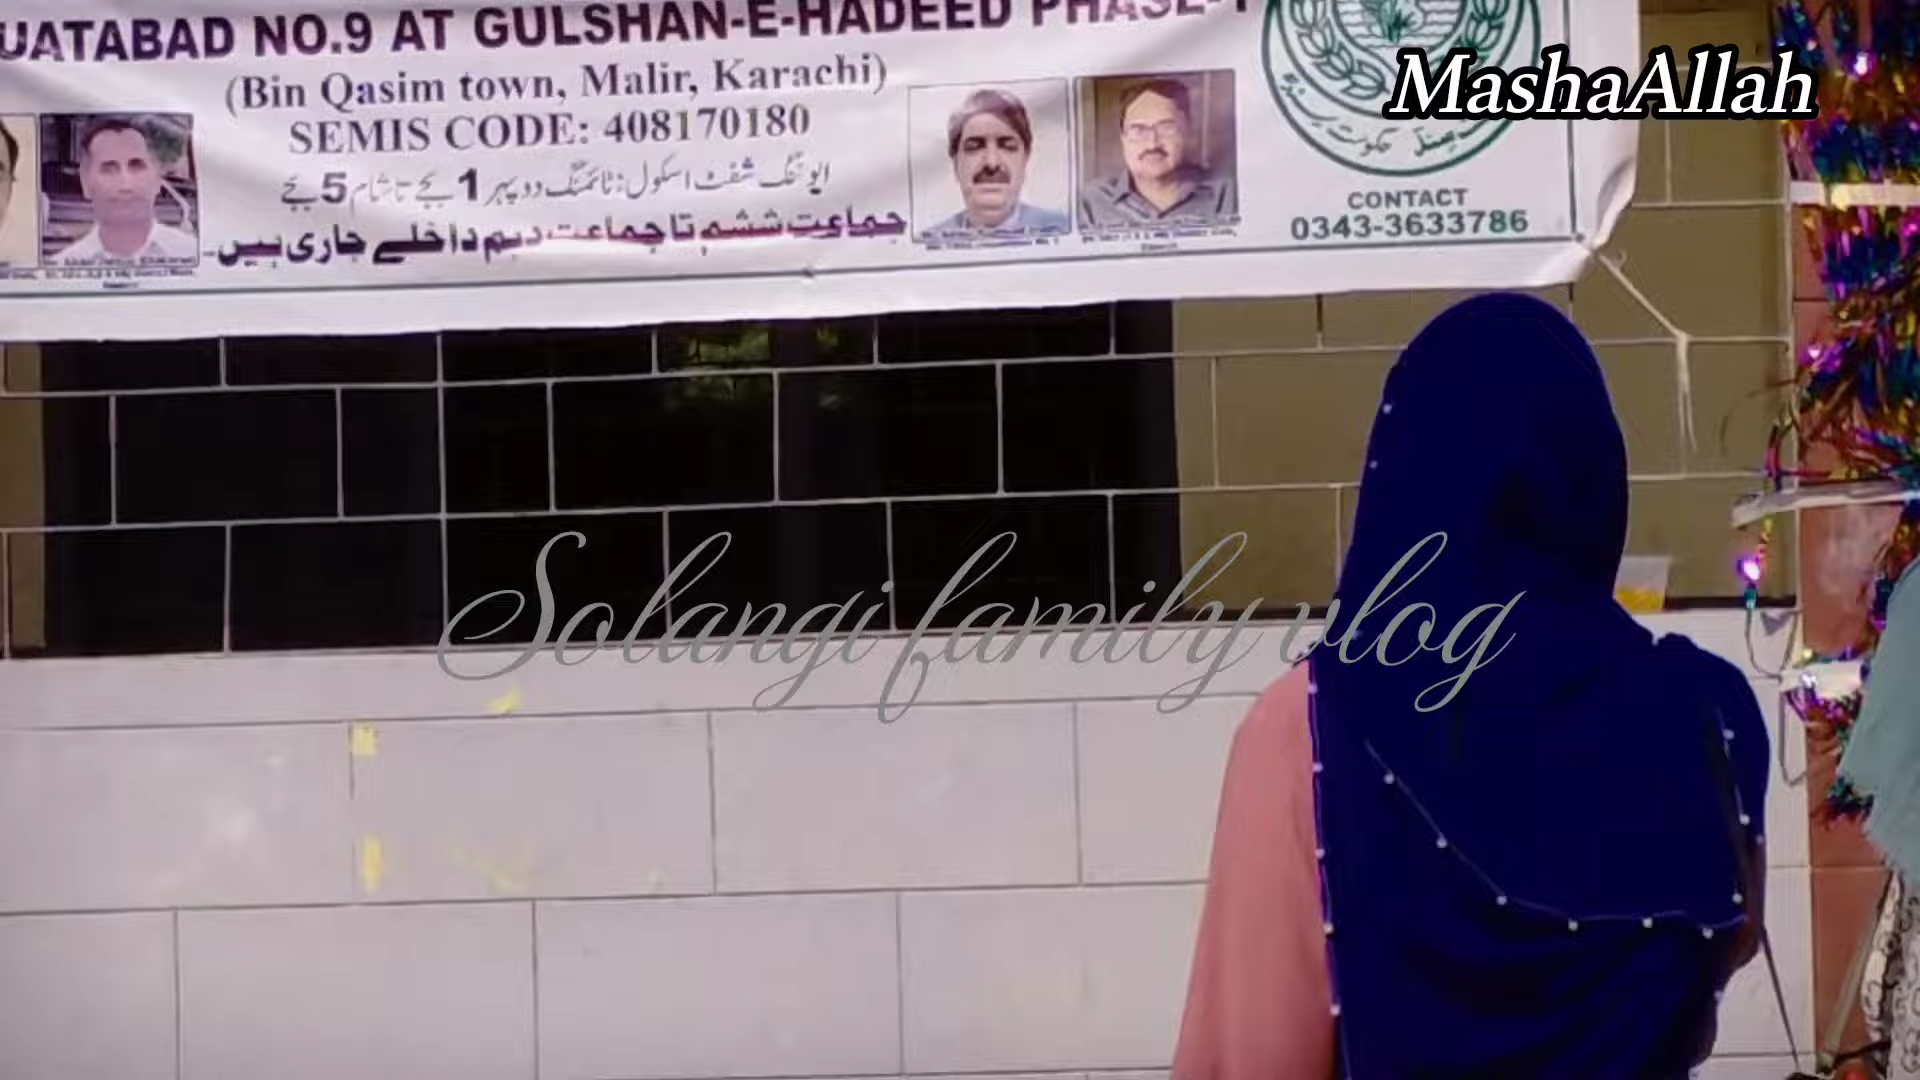 UATABAD NO.9 AT GULSHAN-E-HADEED PHASE-1
(Bin Qasim town, Malir, Karachi)
SEMIS CODE: 408170180
ایوننگ شفٹ اسکول: ٹائمنگ دوپہر 1 بجے تا شام 5 بجے
جماعت ششم تا جماعت دہم داخلے جاری ہیں۔
CONTACT
0343-3633786
MashaAllah
Solangi family vlog